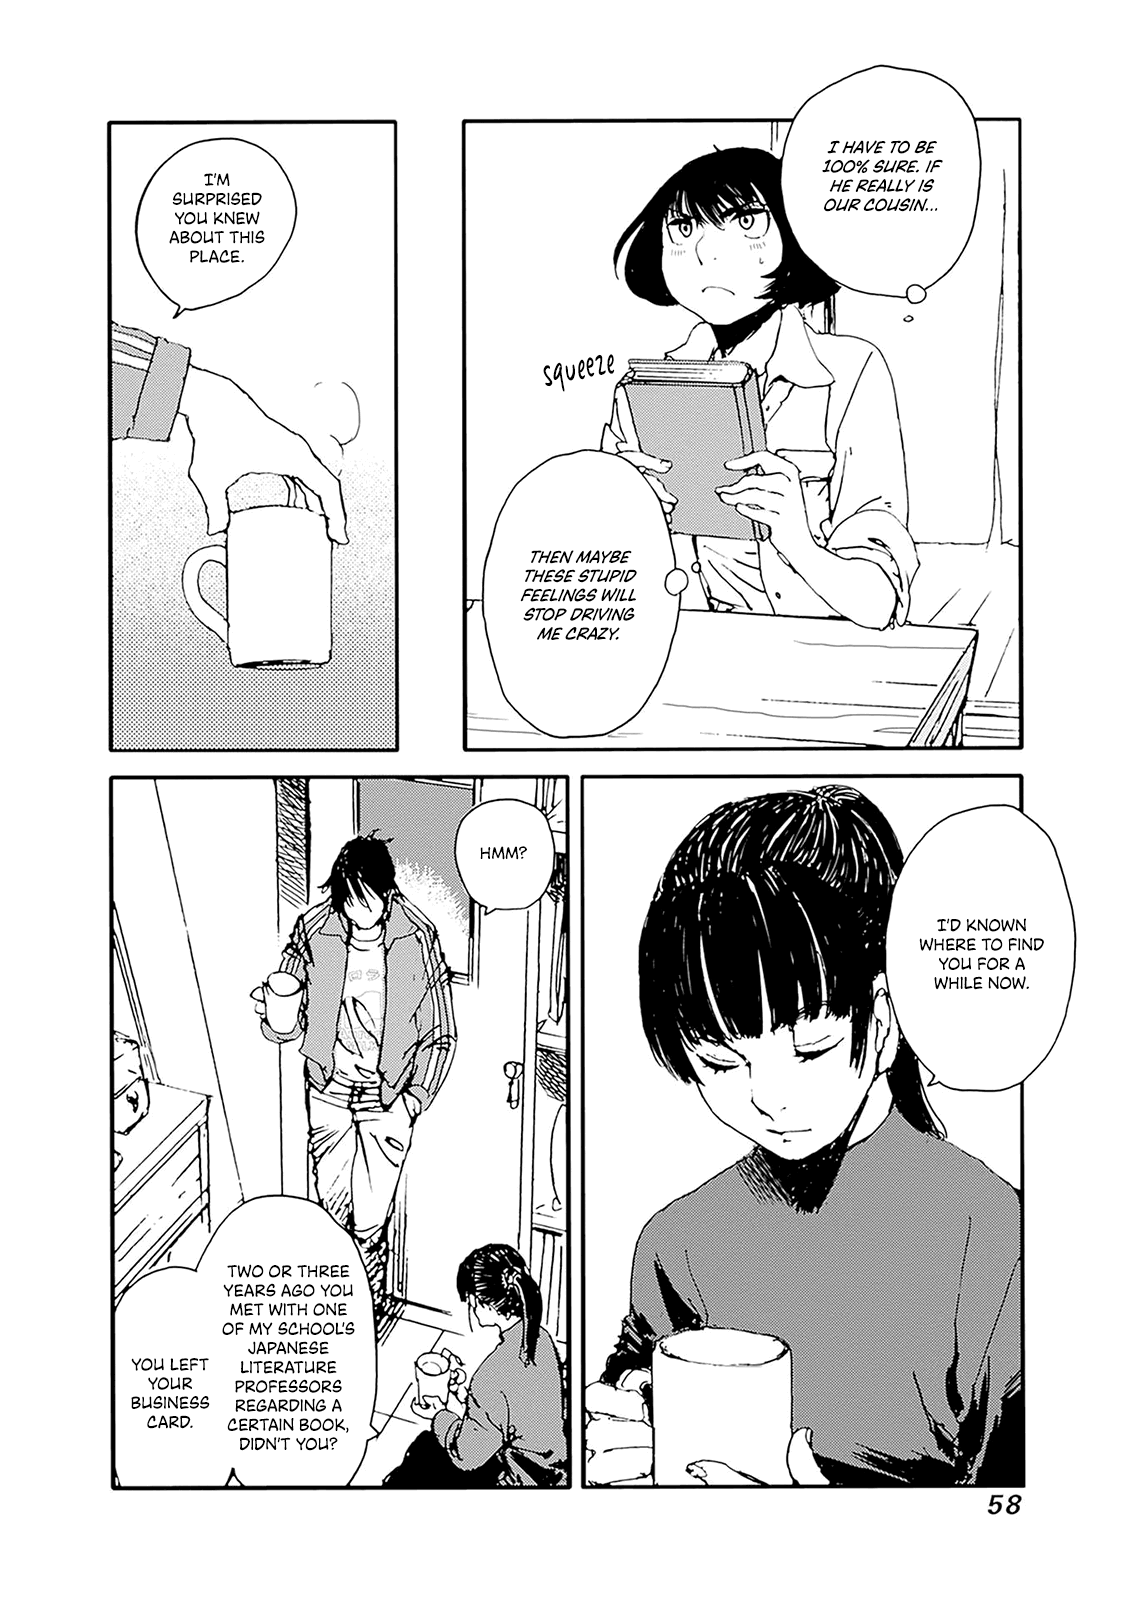 I HAVE TO BE
100% SURE. IF
HE REALLY IS
OUR COUSIN...
squeeze
THEN MAYBE
THESE STUPID
FEELINGS WILL
STOP DRIVING
ME CRAZY.
I'M
SURPRISED
YOU KNEW
ABOUT THIS
PLACE.
I'D KNOWN
WHERE TO FIND
YOU FOR A
WHILE NOW.
HMM?
TWO OR THREE
YEARS AGO YOU
MET WITH ONE
OF MY SCHOOL'S
JAPANESE
LITERATURE
PROFESSORS
REGARDING A
CERTAIN BOOK,
DIDN'T YOU?
YOU LEFT
YOUR
BUSINESS
CARD.
58